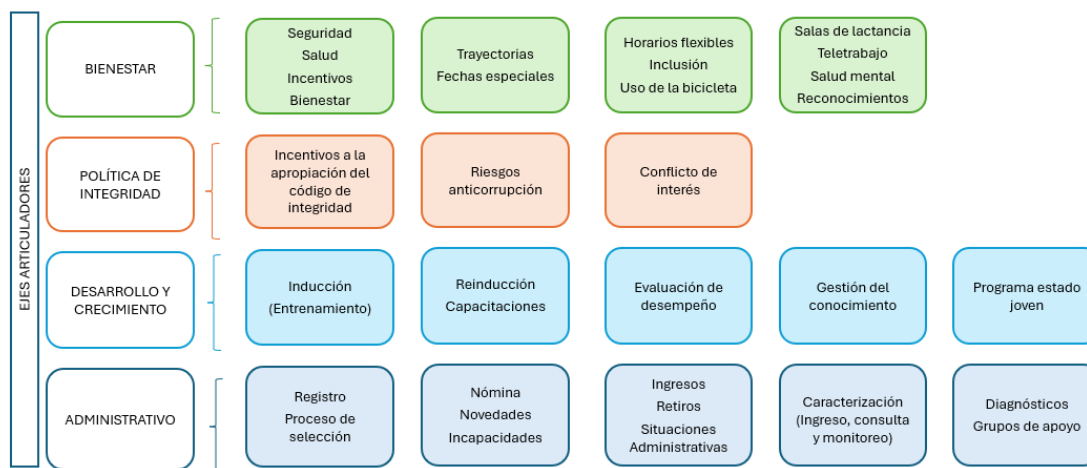 EJES ARTICULADORES
BIENESTAR
Seguridad
Salud
Incentivos
Bienestar
Trayectorias
Fechas especiales
Horarios flexibles
Inclusión
Uso de la bicicleta
Salas de lactancia
Teletrabajo
Salud mental
Reconocimientos
POLÍTICA DE
INTEGRIDAD
Incentivos a la
apropiación del
código de
integridad
Riesgos
anticorrupción
Conflicto de
interés
DESARROLLO Y
CRECIMIENTO
Inducción
(Entrenamiento)
Reinducción
Capacitaciones
Evaluación de
desempeño
Gestión del
conocimiento
Programa estado
joven
ADMINISTRATIVO
Registro
Proceso de
selección
Nómina
Novedades
Incapacidades
Ingresos
Retiros
Situaciones
Administrativas
Caracterización
(Ingreso, consulta
y monitoreo)
Diagnósticos
Grupos de apoyo